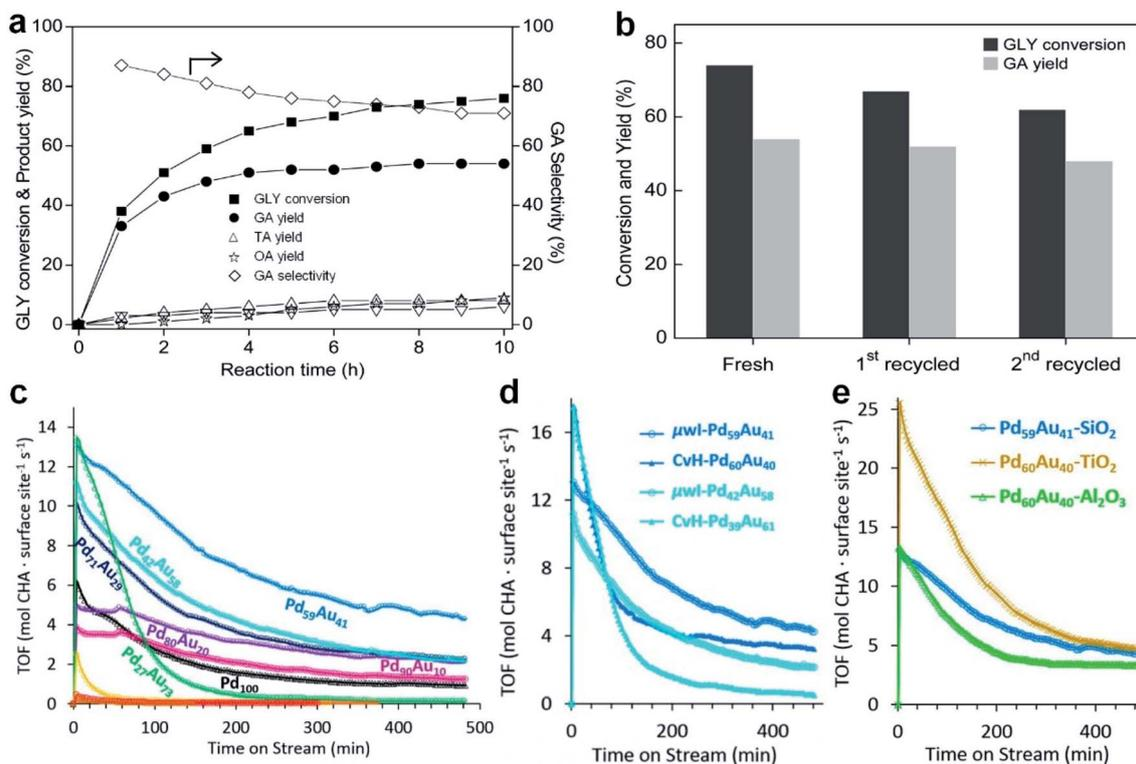 a
100
80
60
40
20
0
GLY conversion & Product yield (%)
GLY conversion
GA yield
TA yield
OA yield
GA selectivity
100
80
60
40
20
0
GA Selectivity (%)
0 2 4 6 8 10
Reaction time (h)
b
80
60
40
20
0
Conversion and Yield (%)
GLY conversion
GA yield
Fresh 1st recycled 2nd recycled
c
14
12
10
8
6
4
2
0
TOF (mol CHA · surface site⁻¹ s⁻¹)
Pd₇₁Au₂₉
Pd₄₂Au₅₈
Pd₅₉Au₄₁
Pd₈₀Au₂₀
Pd₉₀Au₁₀
Pd₂₇Au₇₃
Pd₁₀₀
0 100 200 300 400 500
Time on Stream (min)
d
16
12
8
4
0
TOF (mol CHA · surface site⁻¹ s⁻¹)
μwI-Pd₅₉Au₄₁
CvH-Pd₆₀Au₄₀
μwI-Pd₄₂Au₅₈
CvH-Pd₃₉Au₆₁
0 200 400
Time on Stream (min)
e
25
20
15
10
5
0
TOF (mol CHA · surface site⁻¹ s⁻¹)
Pd₅₉Au₄₁-SiO₂
Pd₆₀Au₄₀-TiO₂
Pd₆₀Au₄₀-Al₂O₃
0 200 400
Time on Stream (min)